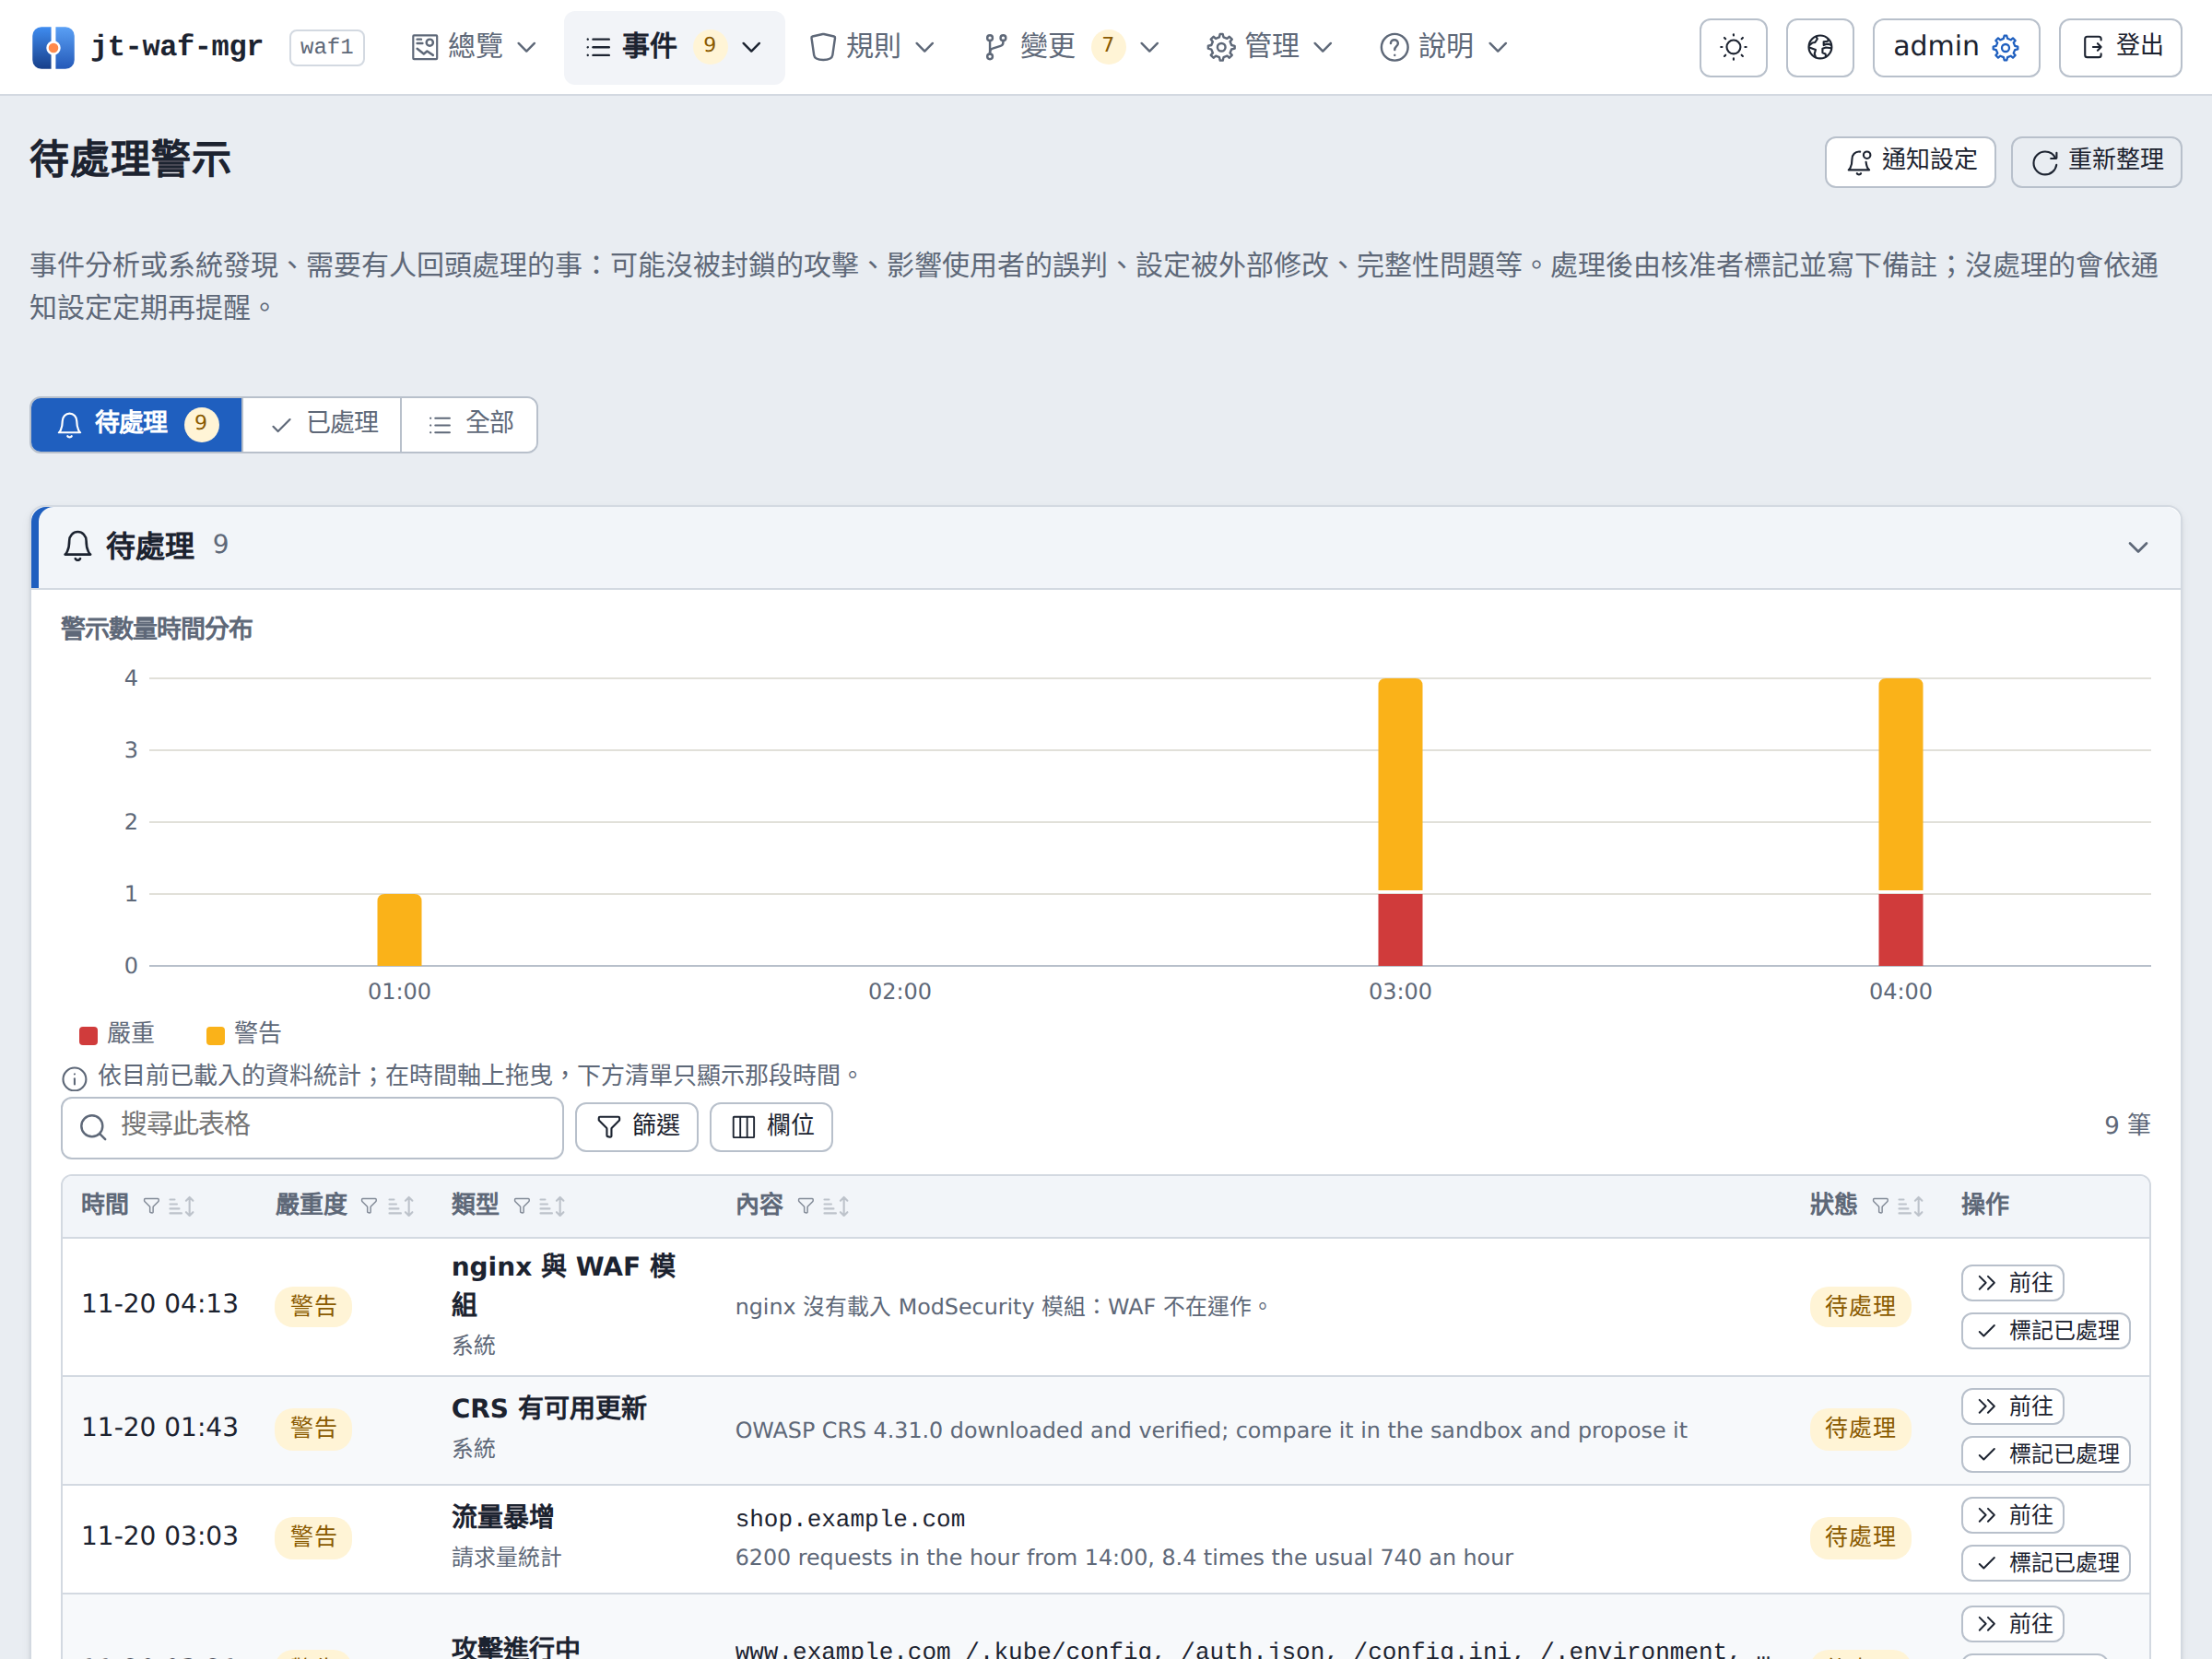 jt-waf-mgr waf1 總覽 事件 9 規則 變更 7 管理 說明 admin 登出
待處理警示 通知設定 重新整理
事件分析或系統發現、需要有人回頭處理的事：可能沒被封鎖的攻擊、影響使用者的誤判、設定被外部修改、完整性問題等。處理後由核准者標記並寫下備註；沒處理的會依通
知設定定期再提醒。
待處理 9 已處理 全部
待處理 9
警示數量時間分布
4
3
2
1
0
01:00 02:00 03:00 04:00
嚴重 警告
依目前已載入的資料統計；在時間軸上拖曳，下方清單只顯示那段時間。
搜尋此表格 篩選 欄位 9 筆
時間 嚴重度 類型 內容 狀態 操作
11-20 04:13 警告 nginx 與 WAF 模
組
系統 nginx 沒有載入 ModSecurity 模組：WAF 不在運作。 待處理 前往
標記已處理
11-20 01:43 警告 CRS 有可用更新
系統 OWASP CRS 4.31.0 downloaded and verified; compare it in the sandbox and propose it 待處理 前往
標記已處理
11-20 03:03 警告 流量暴增
請求量統計 shop.example.com
6200 requests in the hour from 14:00, 8.4 times the usual 740 an hour 待處理 前往
標記已處理
攻擊進行中 www.example.com /.kube/config, /auth.json, /config.ini, /.environment, … 前往